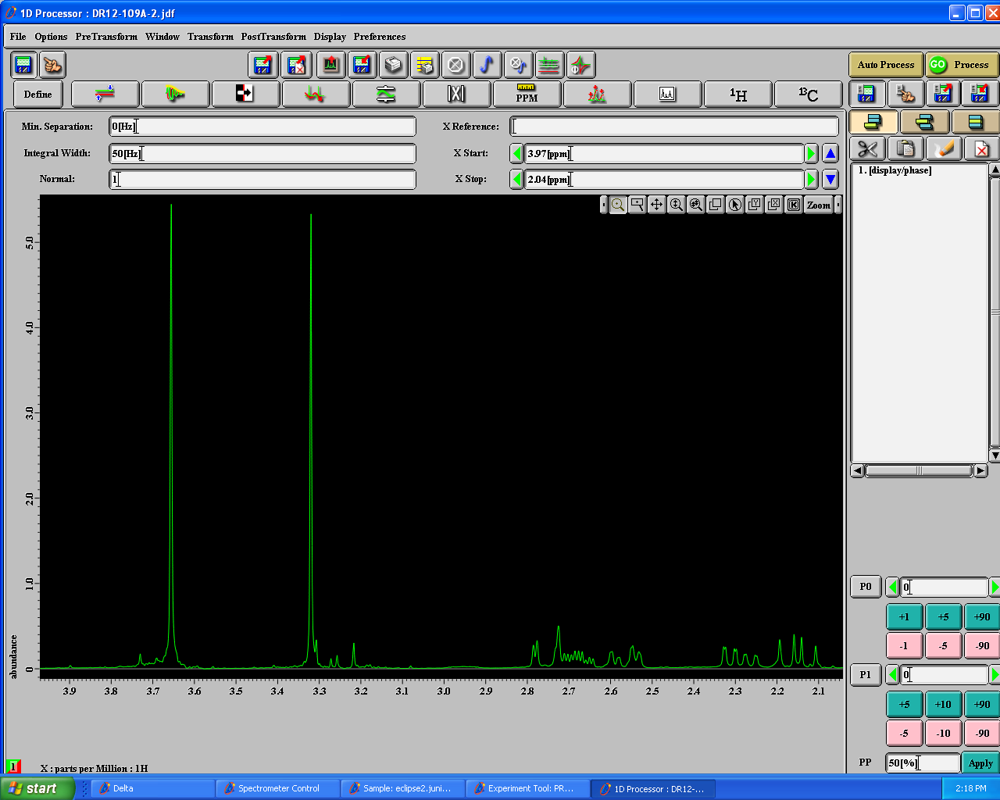 1D Processor : DR12-109A-2.jdf
File Options PreTransform Window Transform PostTransform Display Preferences
Auto Process GO Process
Define PPM 1H 13C
Min. Separation: 0[Hz] X Reference:
Integral Width: 50[Hz] X Start: 3.97[ppm]
Normal: 1 X Stop: 2.04[ppm]
1. [display/phase]
Zoom
5.0
4.0
3.0
2.0
1.0
0
abundance
3.9 3.8 3.7 3.6 3.5 3.4 3.3 3.2 3.1 3.0 2.9 2.8 2.7 2.6 2.5 2.4 2.3 2.2 2.1
P0 0
+1 +5 +90
-1 -5 -90
P1 0
+5 +10 +90
-5 -10 -90
PP 50[%] Apply
1 X : parts per Million : 1H
start Delta Spectrometer Control Sample: eclipse2.juni... Experiment Tool: PR... 1D Processor : DR12-... 2:18 PM